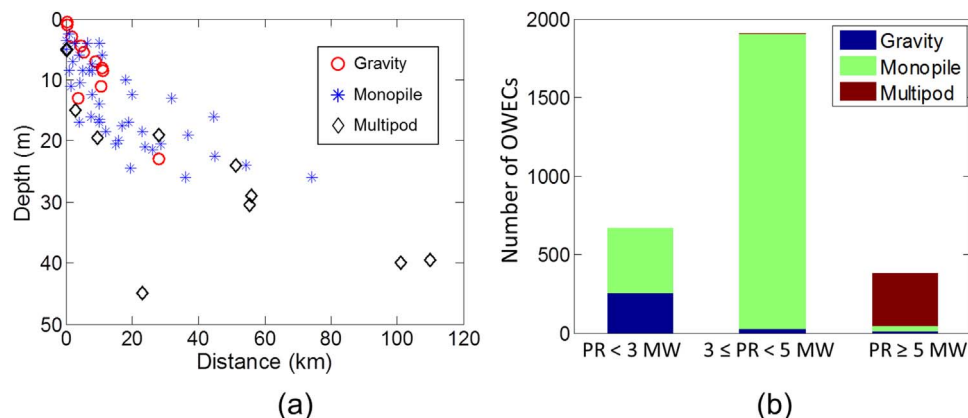 0
10
20
30
40
50
Depth (m)
0 20 40 60 80 100 120
Distance (km)
Gravity
Monopile
Multipod
(a)
2000
1500
1000
500
0
Number of OWECs
Gravity
Monopile
Multipod
PR < 3 MW 3 ≤ PR < 5 MW PR ≥ 5 MW
(b)